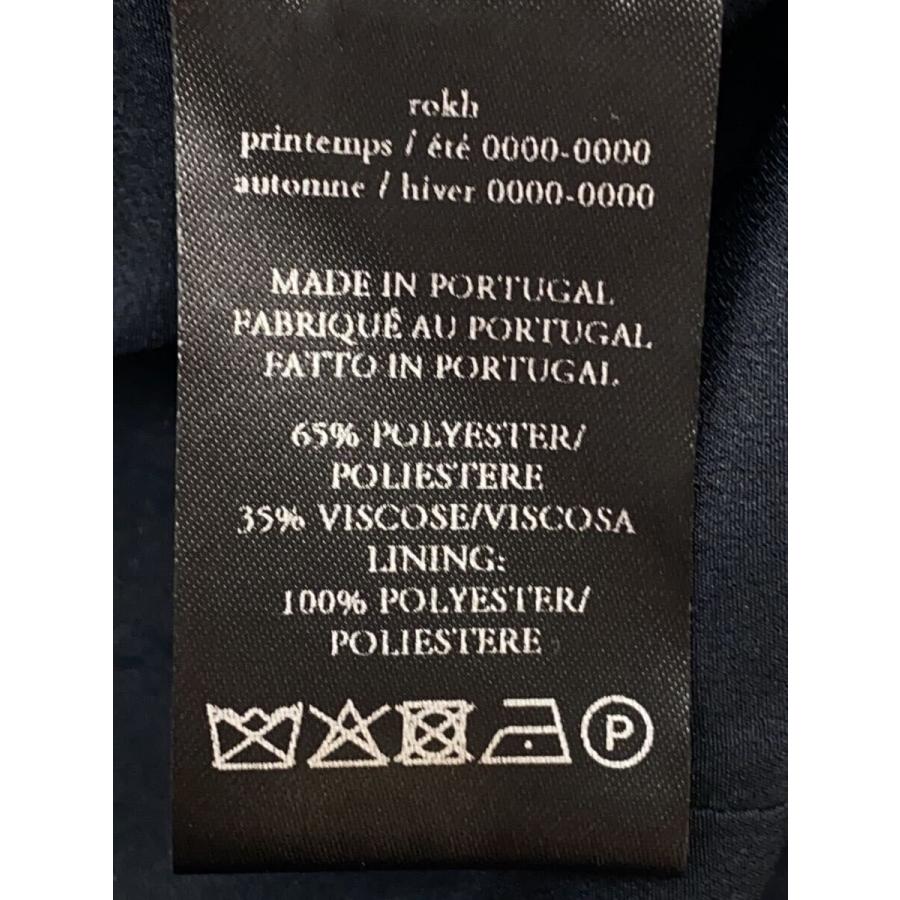 rokh
printemps / été 0000-0000
automne / hiver 0000-0000
MADE IN PORTUGAL
FABRIQUÉ AU PORTUGAL
FATTO IN PORTUGAL
65% POLYESTER/
POLIESTERE
35% VISCOSE/VISCOSA
LINING:
100% POLYESTER/
POLIESTERE
P